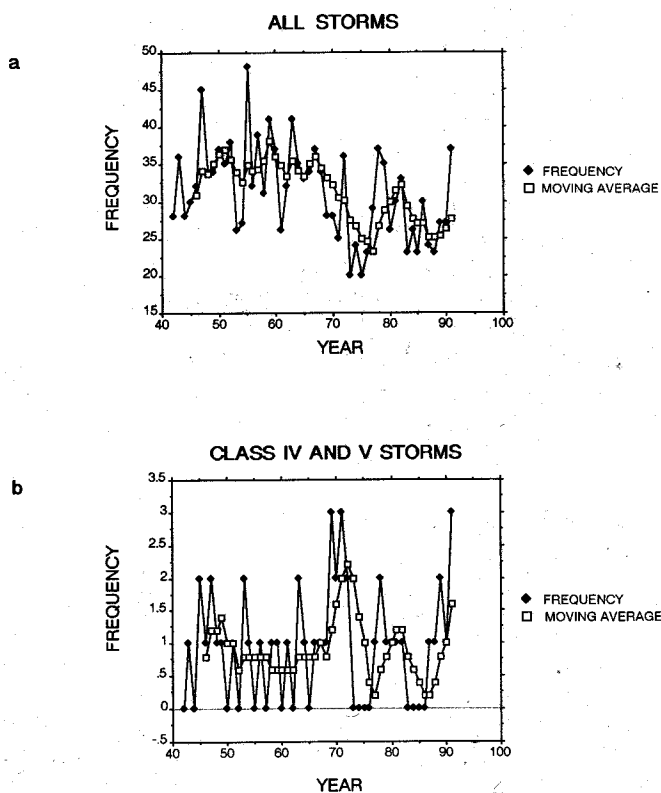 ALL STORMS
a
50
45
40
35
30
25
20
15
FREQUENCY
40 50 60 70 80 90 100
YEAR
FREQUENCY
MOVING AVERAGE
CLASS IV AND V STORMS
b
3.5
3
2.5
2
1.5
1
.5
0
-.5
FREQUENCY
40 50 60 70 80 90 100
YEAR
FREQUENCY
MOVING AVERAGE